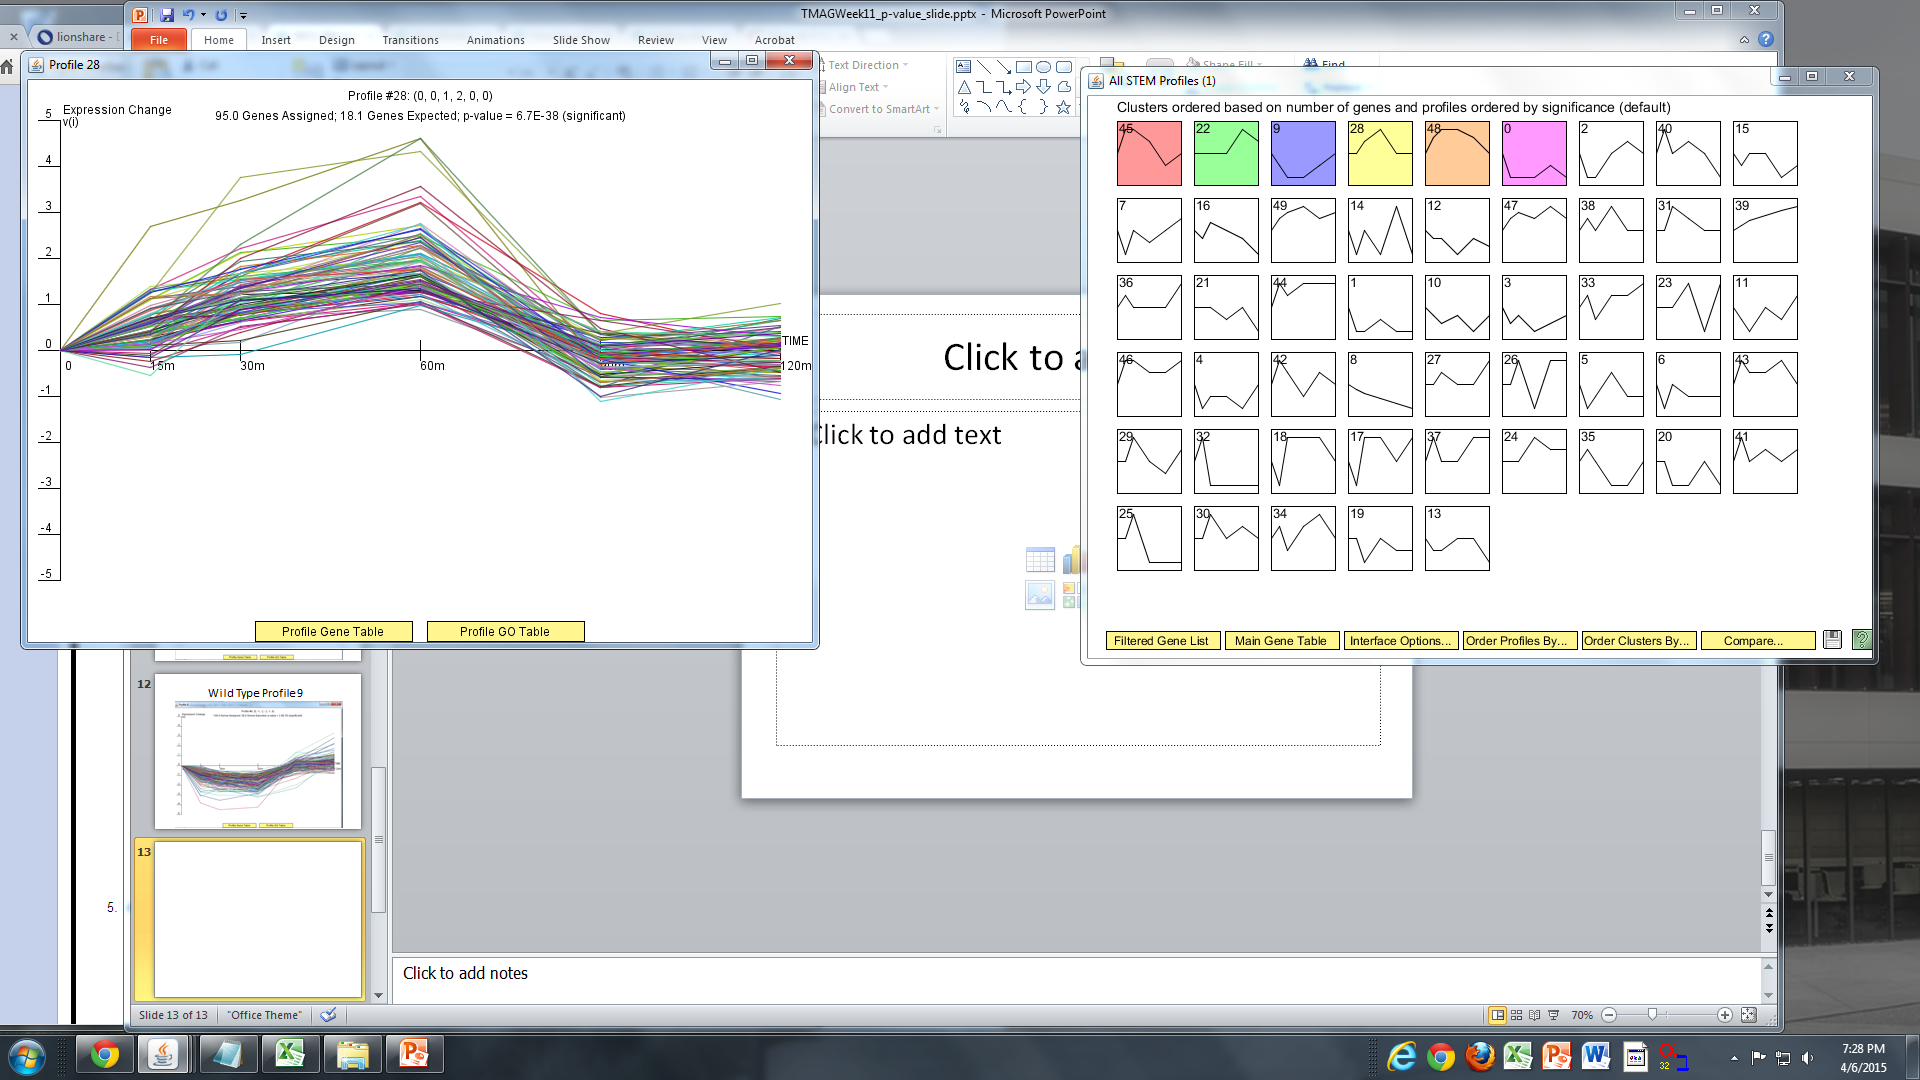 TMAGWeek11_p-value_slide.pptx - Microsoft PowerPoint
lionshare -
File Home Insert Design Transitions Animations Slide Show Review View Acrobat
Text Direction
Align Text
Convert to SmartArt
Shape Fill
Find
Profile 28
Profile #28: (0, 0, 1, 2, 0, 0)
95.0 Genes Assigned; 18.1 Genes Expected; p-value = 6.7E-38 (significant)
Expression Change
v(i)
5
4
3
2
1
0
-1
-2
-3
-4
-5
TIME
0 15m 30m 60m 120m
Profile Gene Table Profile GO Table
All STEM Profiles (1)
Clusters ordered based on number of genes and profiles ordered by significance (default)
45 22 9 28 48 0 2 40 15
7 16 49 14 12 47 38 31 39
36 21 44 1 10 3 33 23 11
46 4 42 8 27 26 5 6 43
29 32 18 17 37 24 35 20 41
25 30 34 19 13
Filtered Gene List Main Gene Table Interface Options... Order Profiles By... Order Clusters By... Compare...
Click to a
Click to add text
12
Wild Type Profile 9
13
5.
Click to add notes
Slide 13 of 13 "Office Theme" 70%
32
7:28 PM
4/6/2015